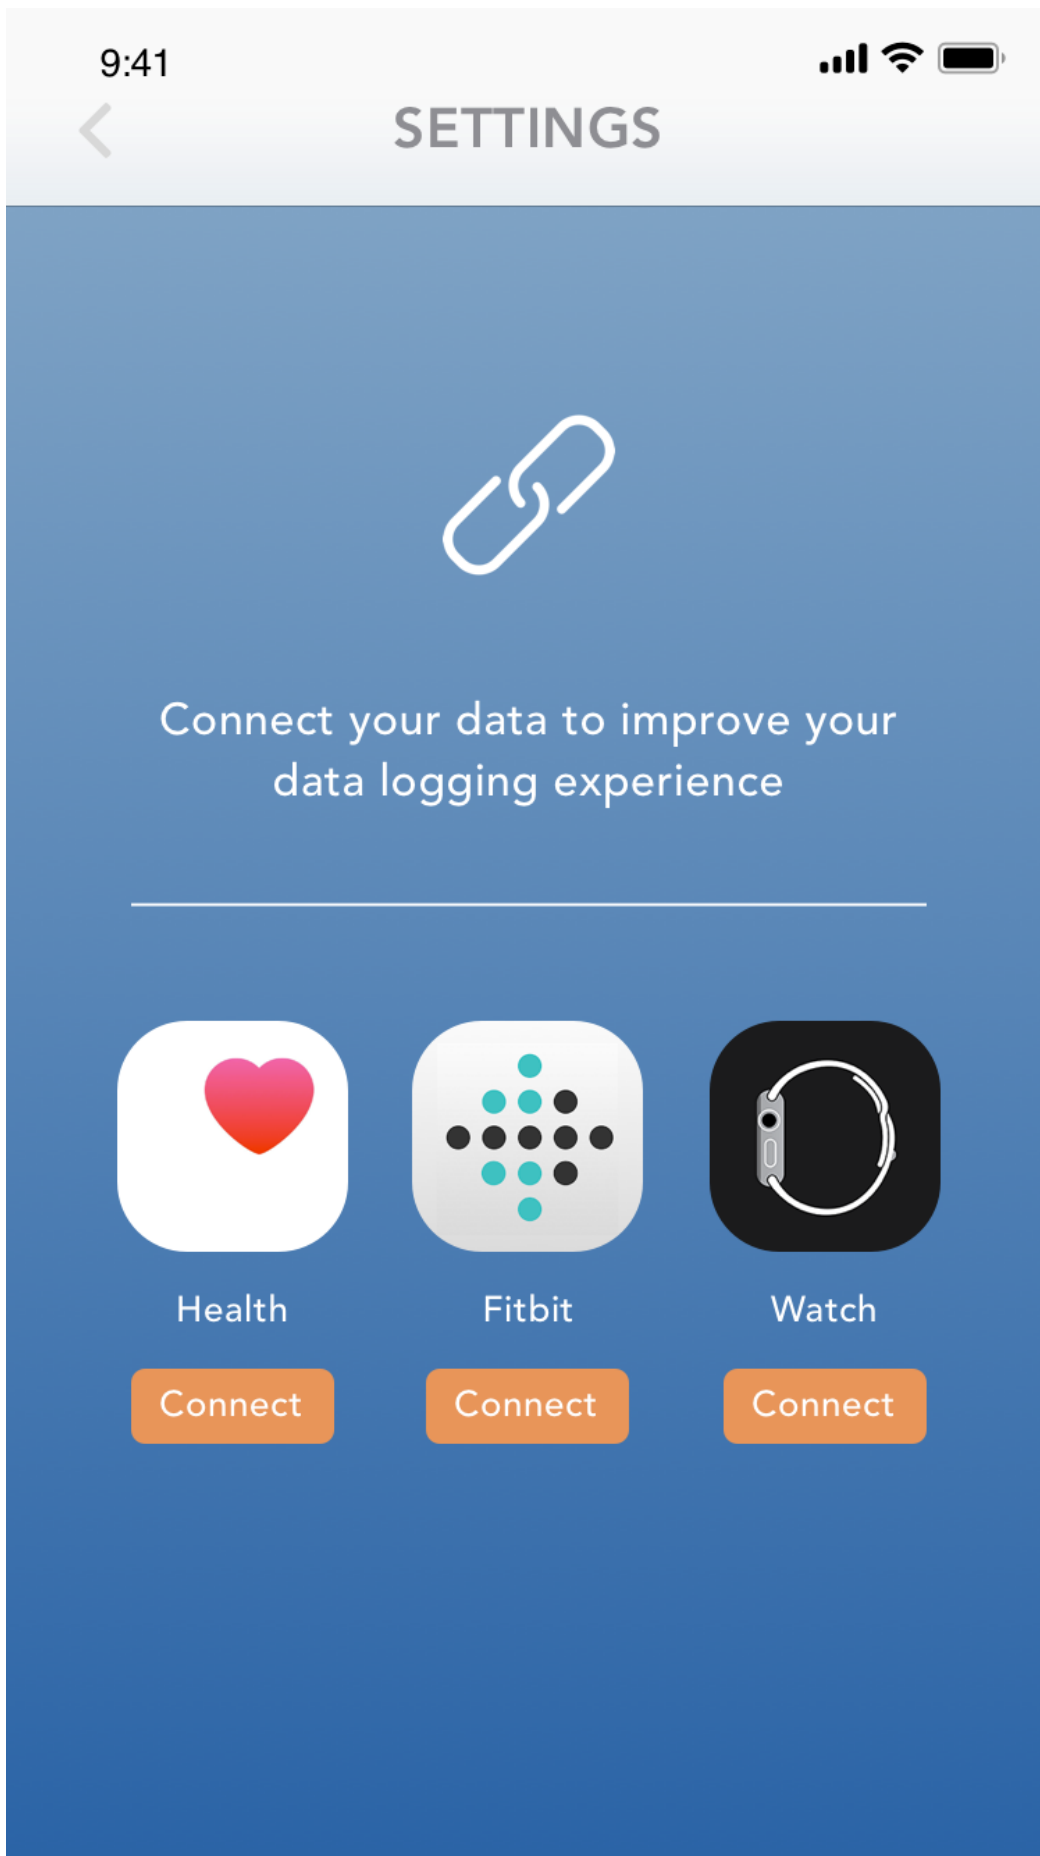 9:41
SETTINGS
Connect your data to improve your
data logging experience
Health Fitbit Watch
Connect Connect Connect